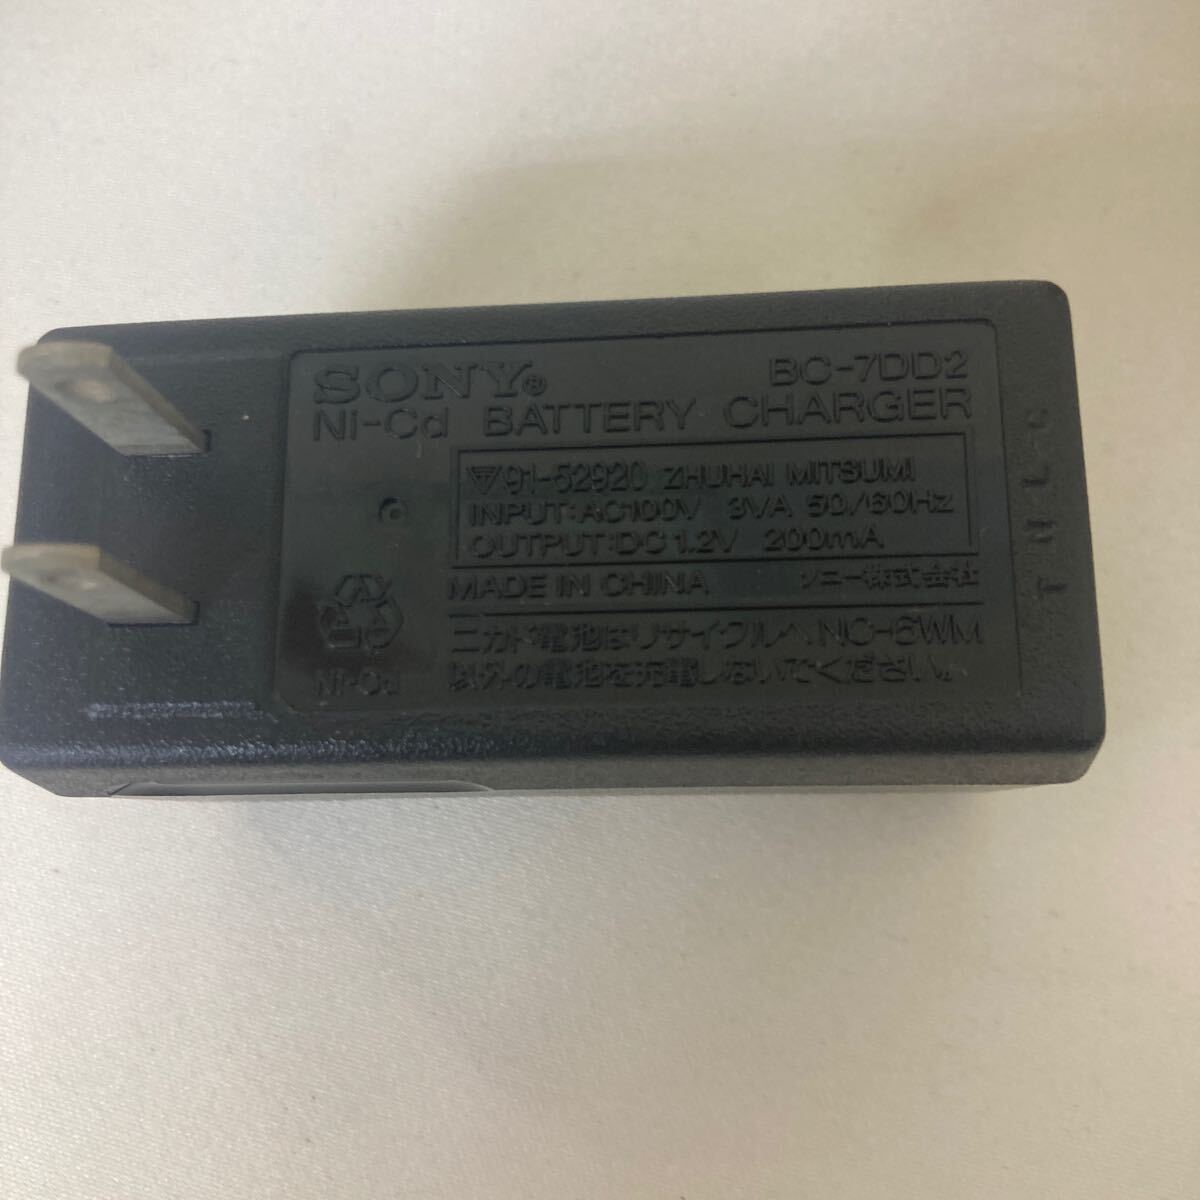 SONY® BC-7DD2
Ni-Cd BATTERY CHARGER
91-52920 ZHUHAI MITSUMI
INPUT:AC100V 3VA 50/60Hz
OUTPUT:DC1.2V 200mA
MADE IN CHINA ソニー株式会社
ニカド電池はリサイクルへ NC-6WM
以外の電池を充電しないでください。
Ni-Cd